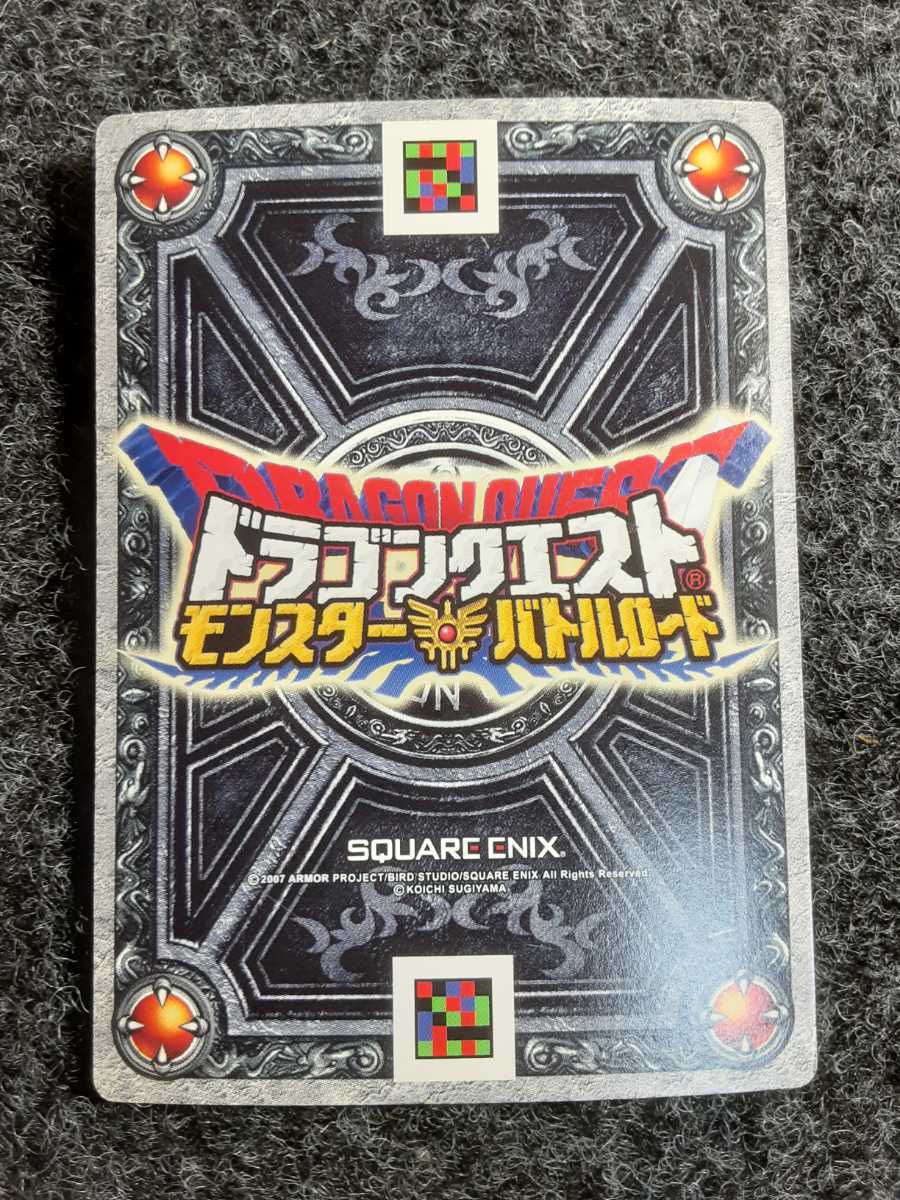 DRAGON QUEST
ドラゴンクエスト®
モンスター バトルロード
SQUARE ENIX®
©2007 ARMOR PROJECT/BIRD STUDIO/SQUARE ENIX All Rights Reserved.
©KOICHI SUGIYAMA